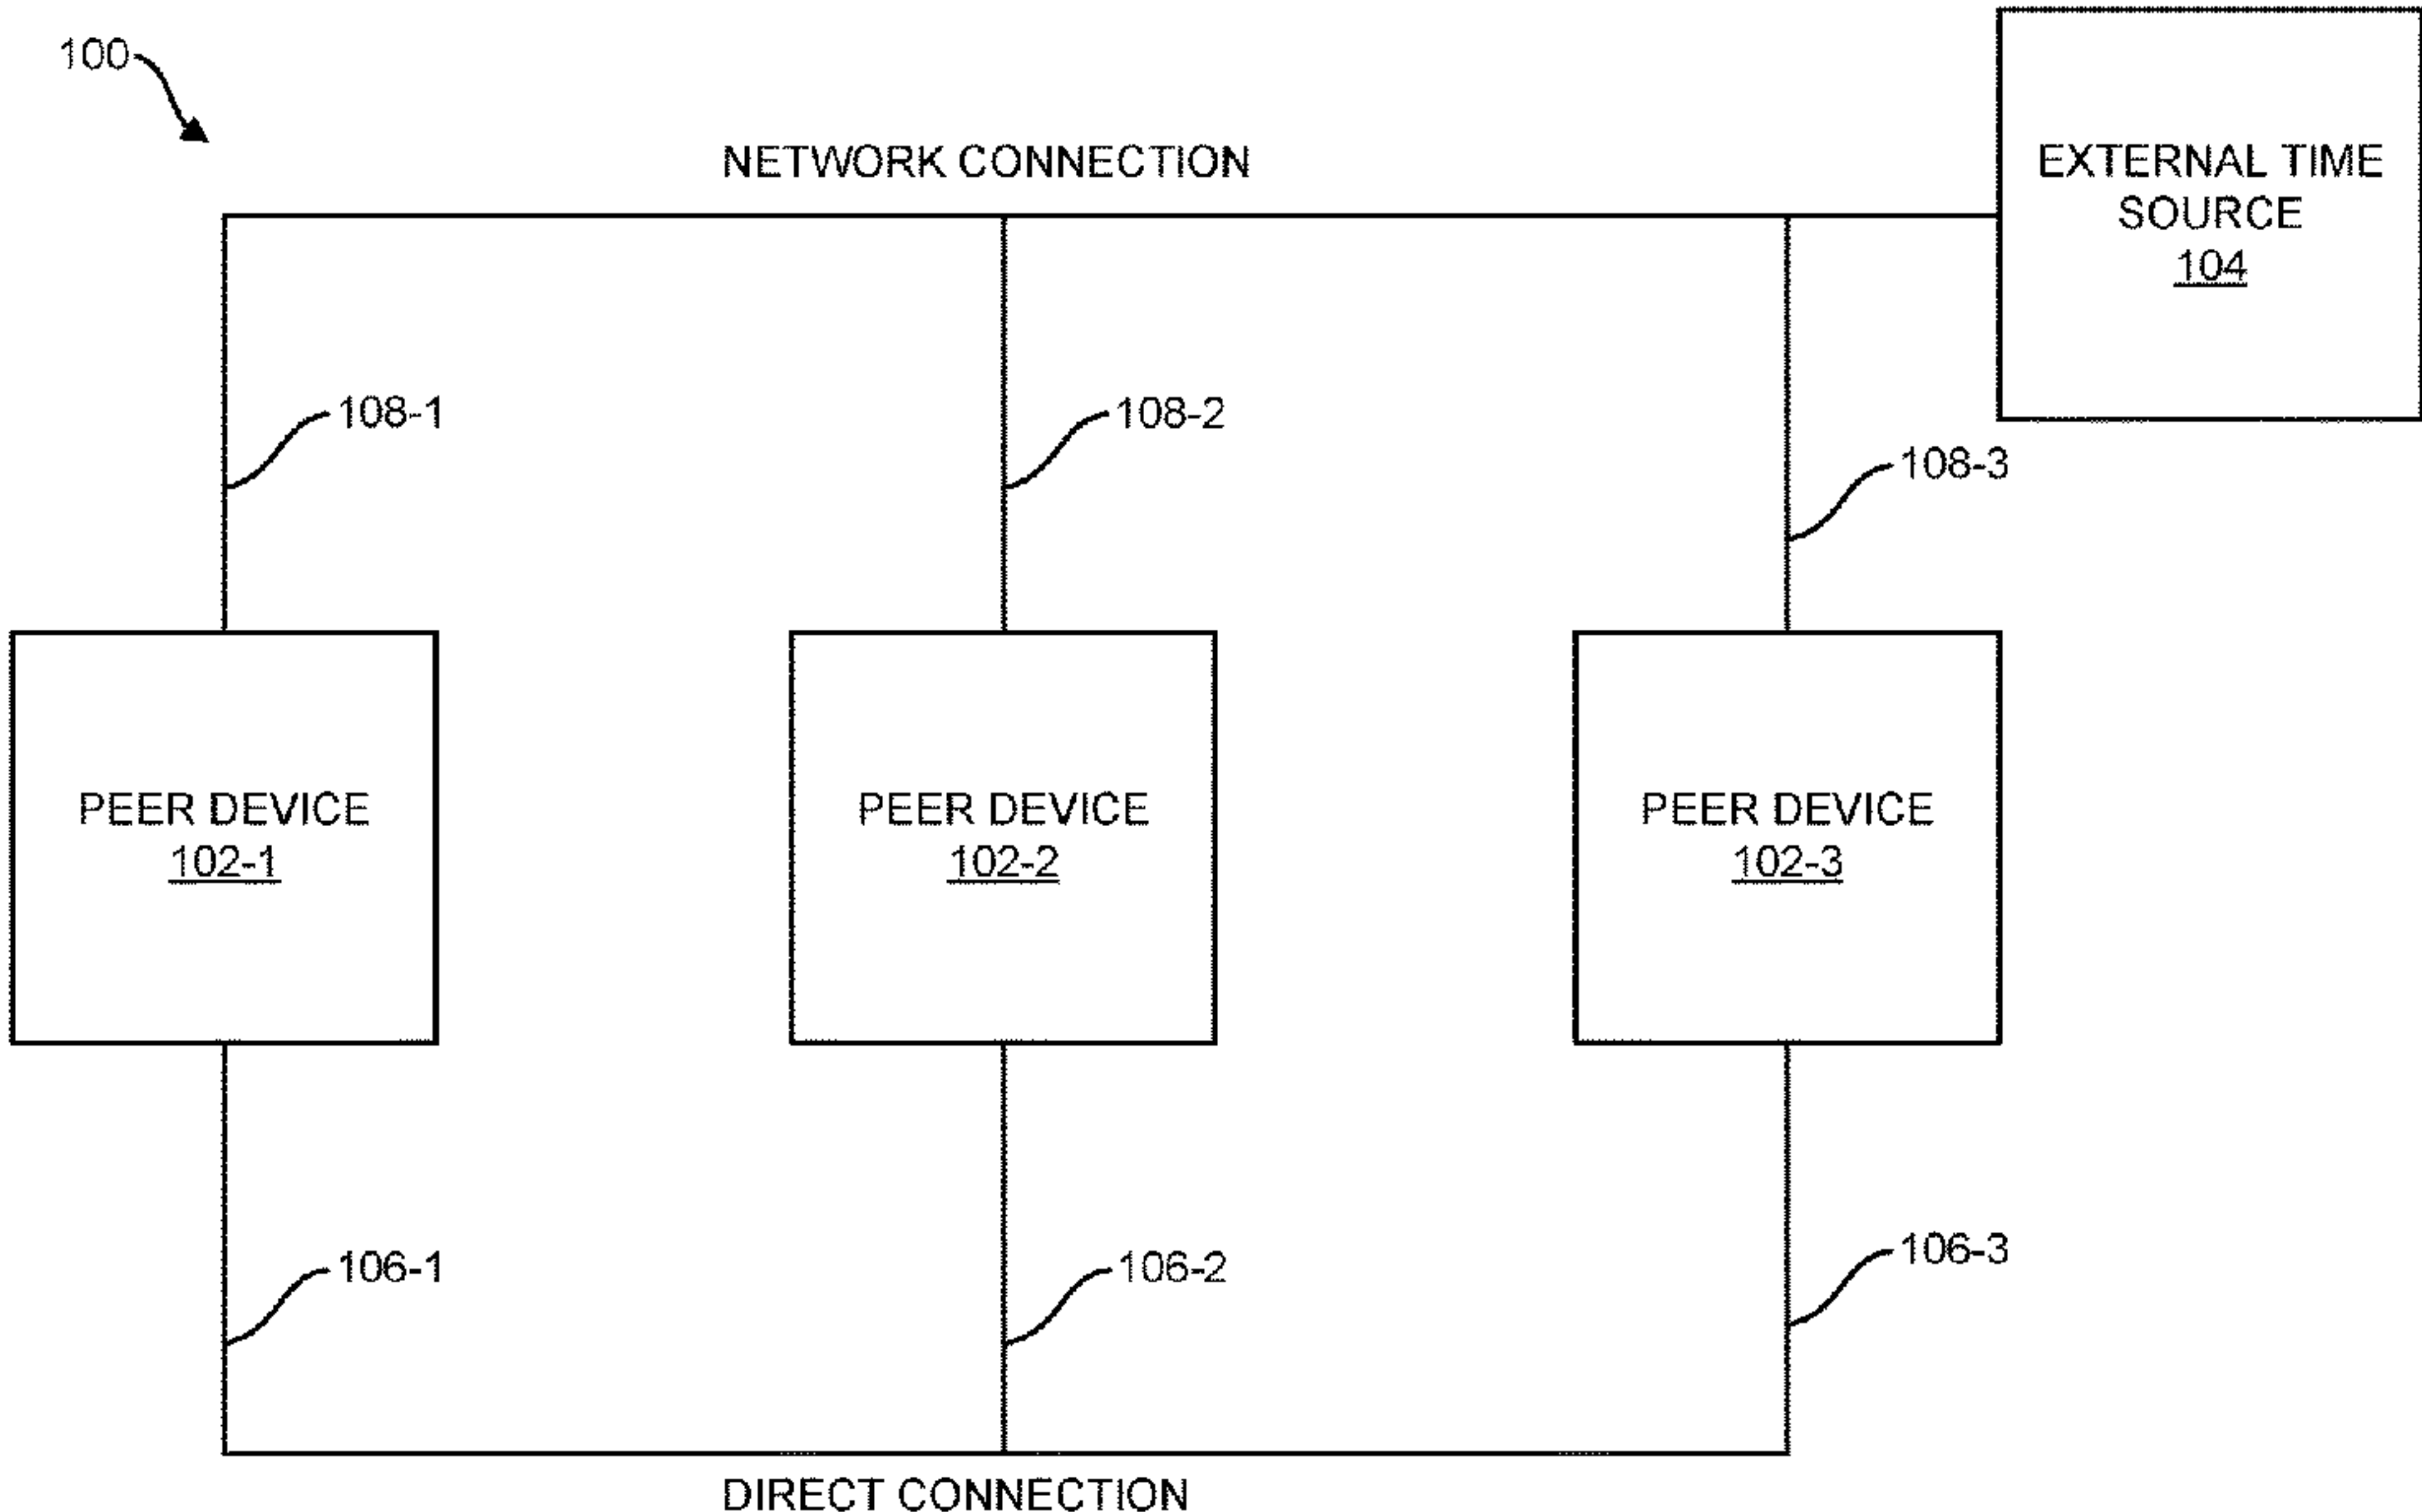 100
NETWORK CONNECTION
EXTERNAL TIME
SOURCE
104
108-1
108-2
108-3
PEER DEVICE
102-1
PEER DEVICE
102-2
PEER DEVICE
102-3
106-1
106-2
106-3
DIRECT CONNECTION